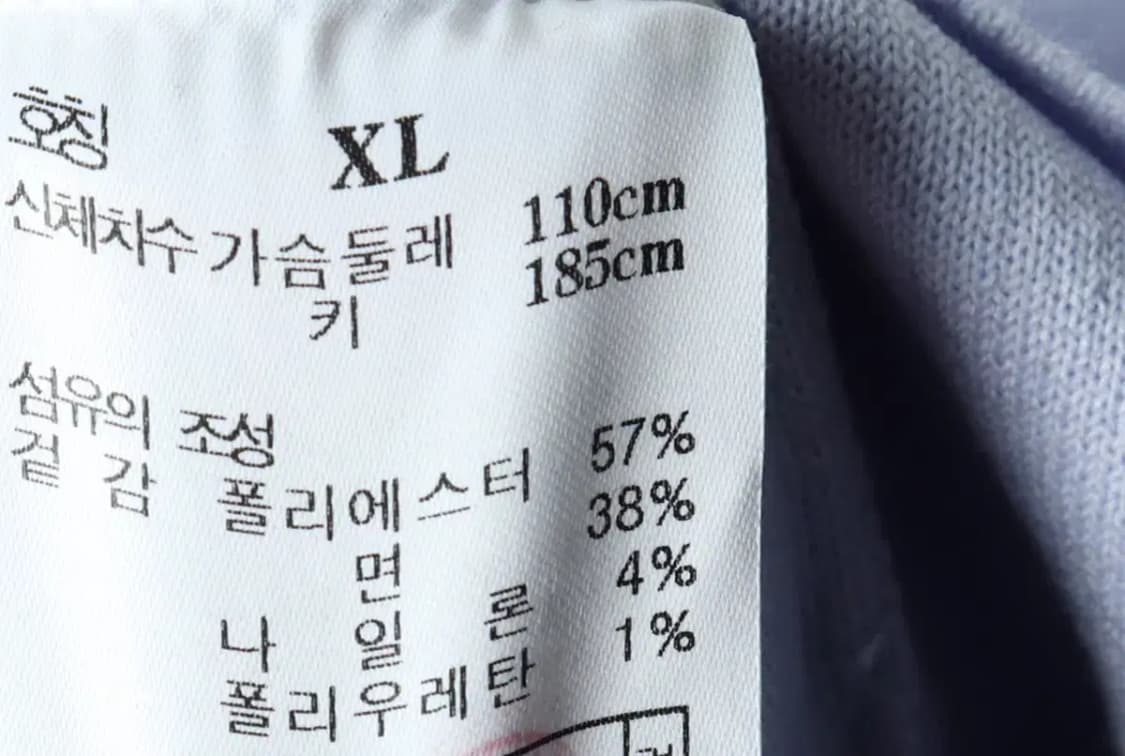 호칭 XL
신체치수 가슴둘레 110cm
키 185cm
섬유의 조성
겉감 폴리에스터 57%
면 38%
나일론 4%
폴리우레탄 1%